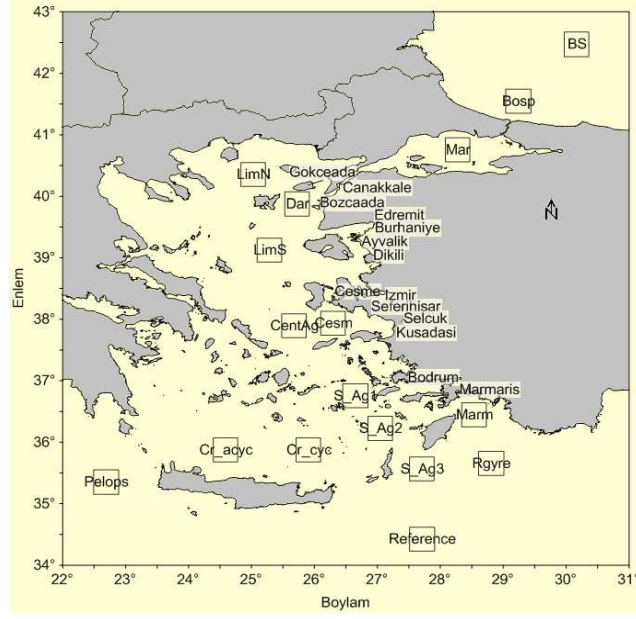 43°
BS
42°
Bosp
41°
Mar
LimN
Gokceada
Canakkale
40°
Dar
Bozcaada
Edremit
Burhaniye
Ayvalik
LimS
Dikili
39°
Enlem
N
Cesme
Izmir
Seferihisar
38°
CentAg
Cesm
Selcuk
Kusadasi
37°
Bodrum
Marmaris
S_Ag1
Marm
S_Ag2
36°
Cr_acyc
Cr_cyc
S_Ag3
Rgyre
35°
Pelops
Reference
34°
22°
23°
24°
25°
26°
27°
28°
29°
30°
31°
Boylam